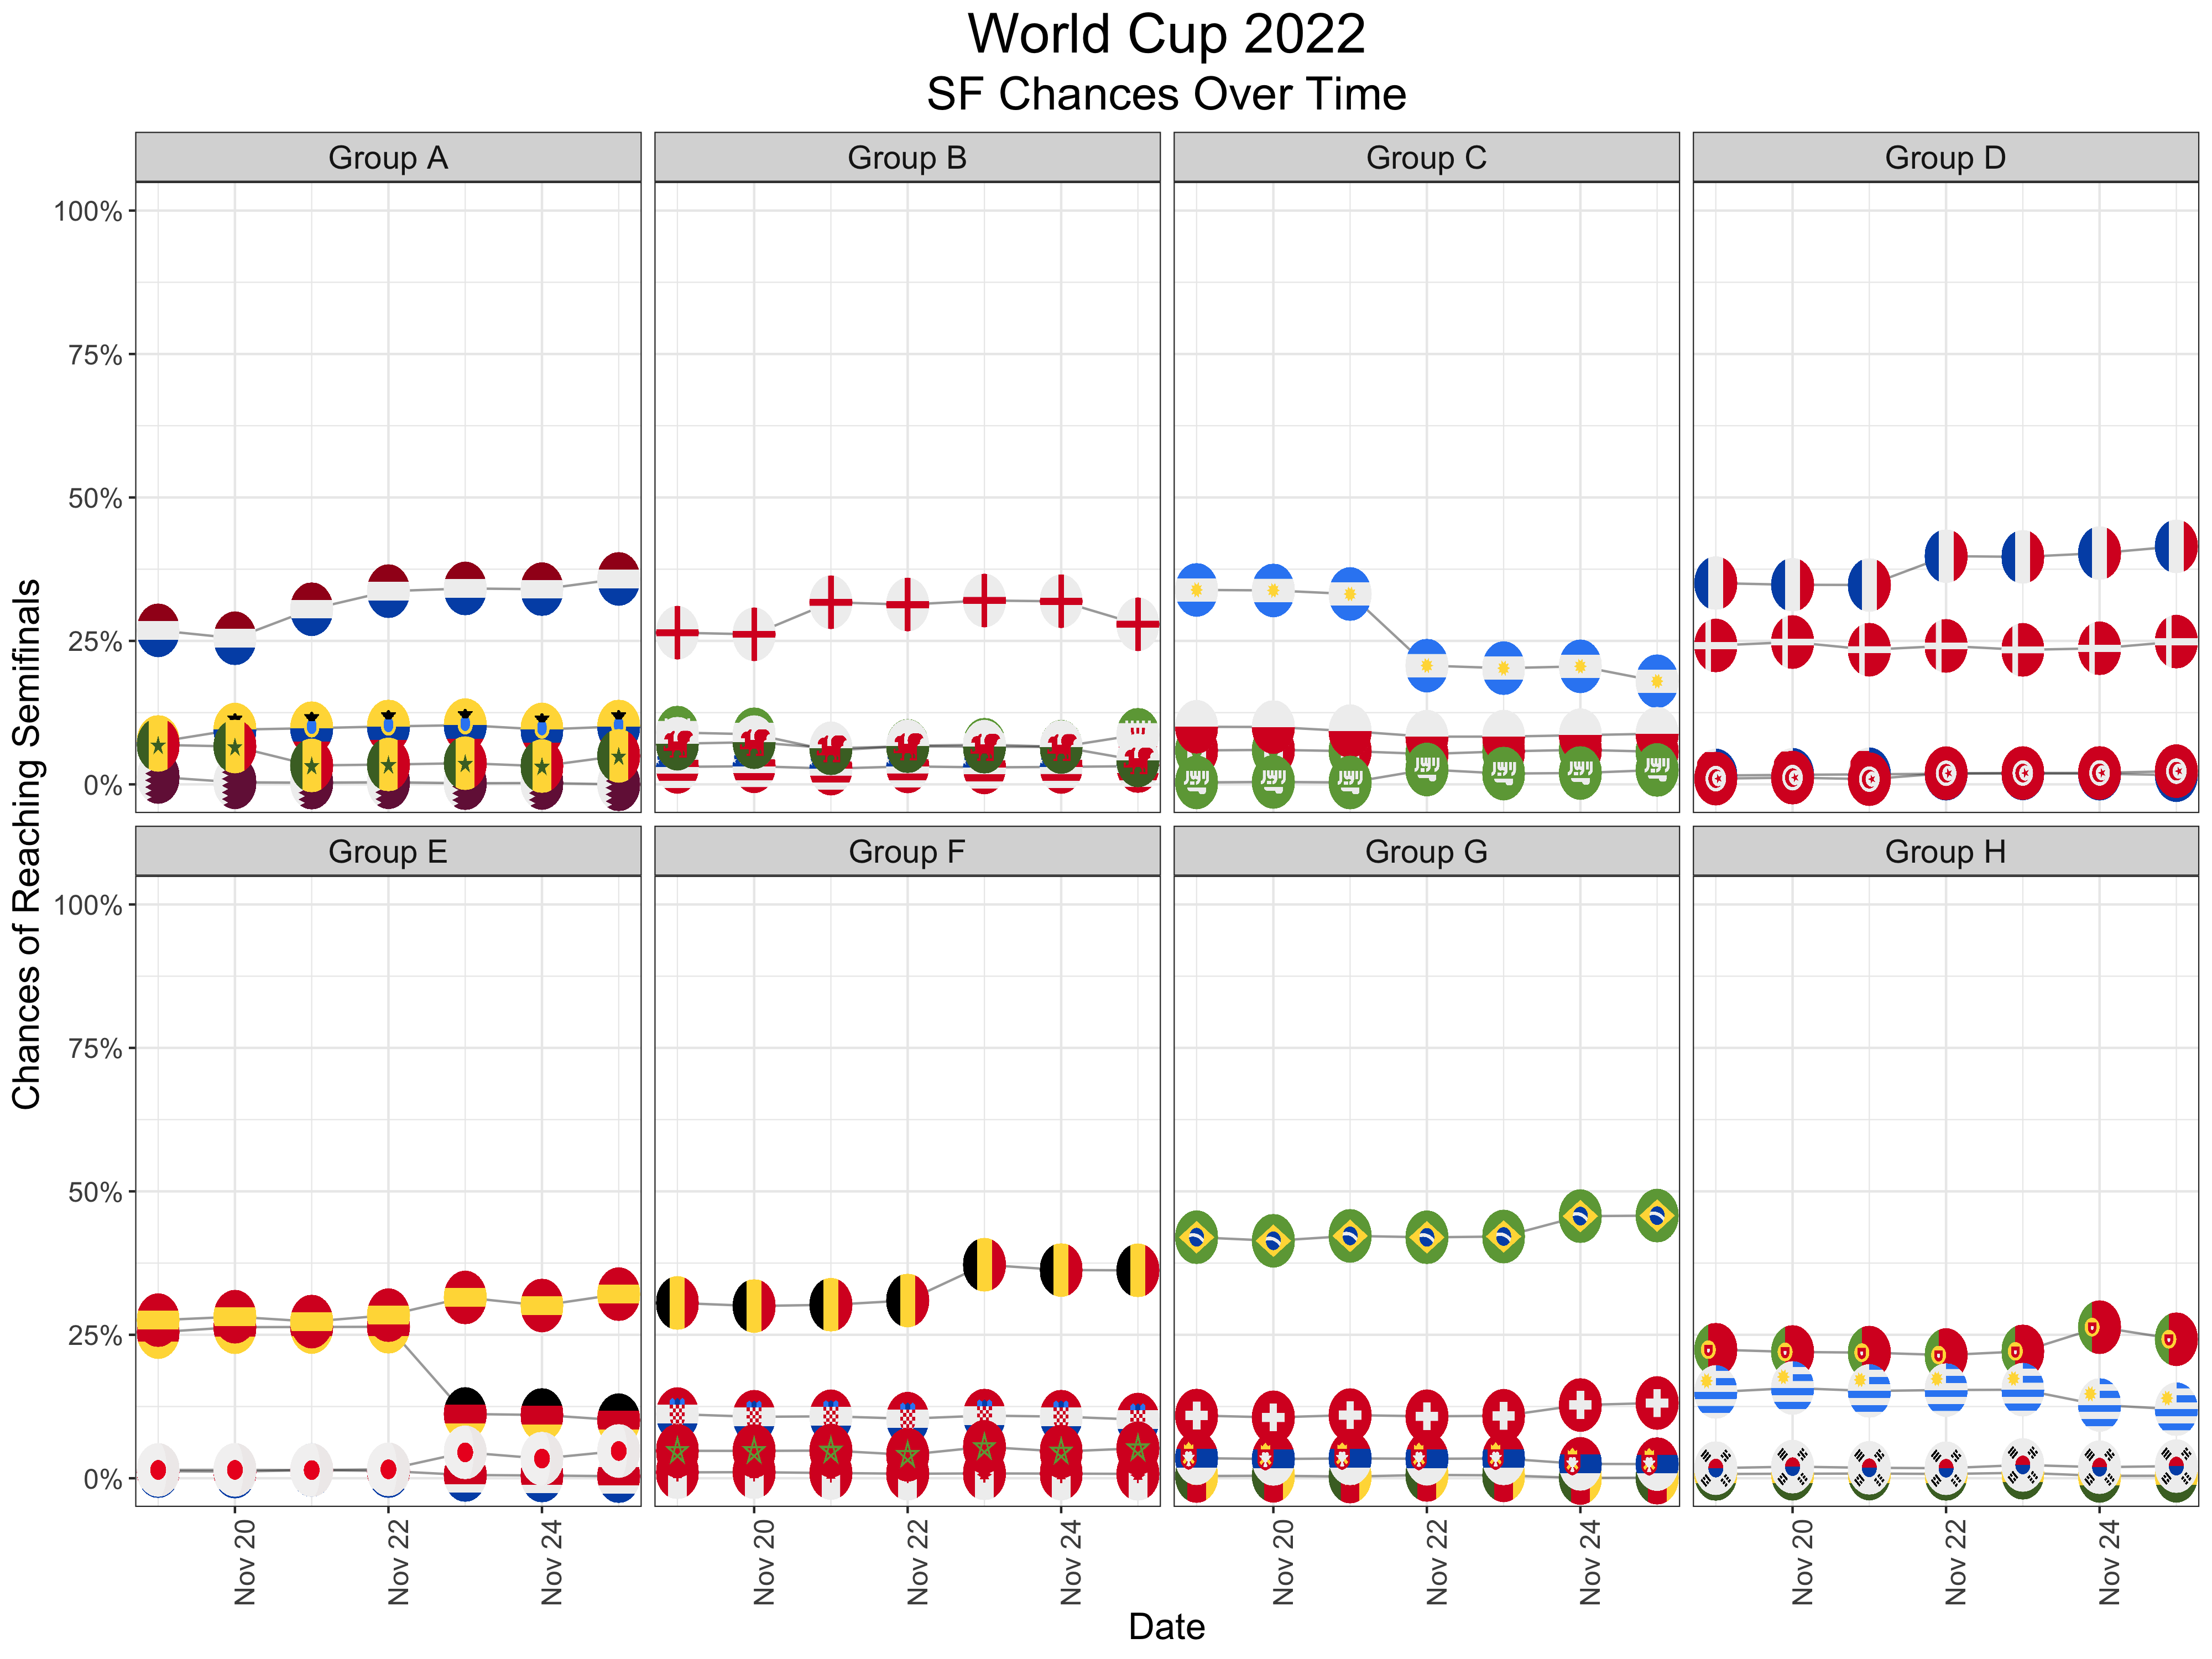 World Cup 2022
SF Chances Over Time
Group A
Group B
Group C
Group D
100%
75%
50%
25%
0%
Group E
Group F
Group G
Group H
100%
75%
50%
25%
0%
Chances of Reaching Semifinals
Nov 20
Nov 22
Nov 24
Nov 20
Nov 22
Nov 24
Nov 20
Nov 22
Nov 24
Nov 20
Nov 22
Nov 24
Date